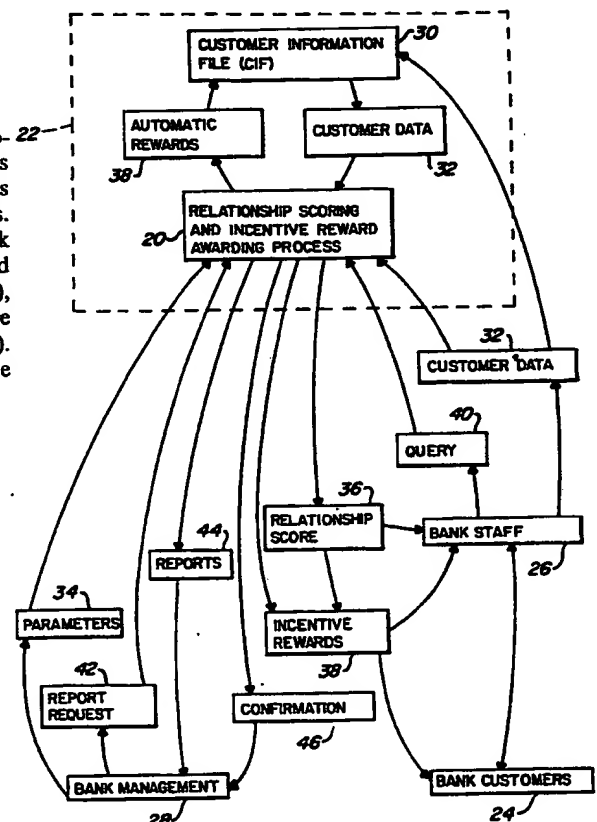 o-
s
s
s.
k
d
),
e
).
e
22
30
CUSTOMER INFORMATION
FILE (CIF)
AUTOMATIC
REWARDS
38
CUSTOMER DATA
32
20
RELATIONSHIP SCORING
AND INCENTIVE REWARD
AWARDING PROCESS
32
CUSTOMER DATA
40
QUERY
36
RELATIONSHIP
SCORE
BANK STAFF
26
44
REPORTS
34
PARAMETERS
INCENTIVE
REWARDS
38
42
REPORT
REQUEST
CONFIRMATION
46
BANK MANAGEMENT
28
BANK CUSTOMERS
24